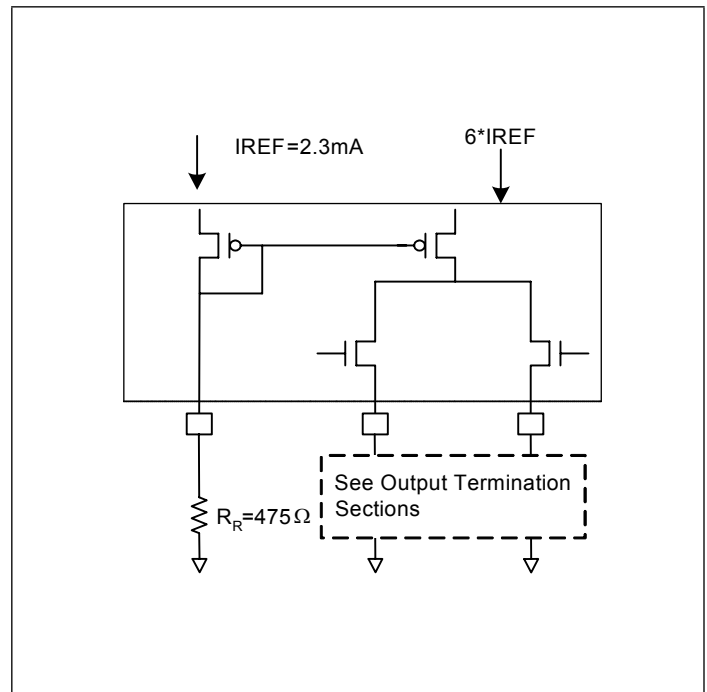 IREF=2.3mA
6*IREF
See Output Termination
Sections
RR=475Ω